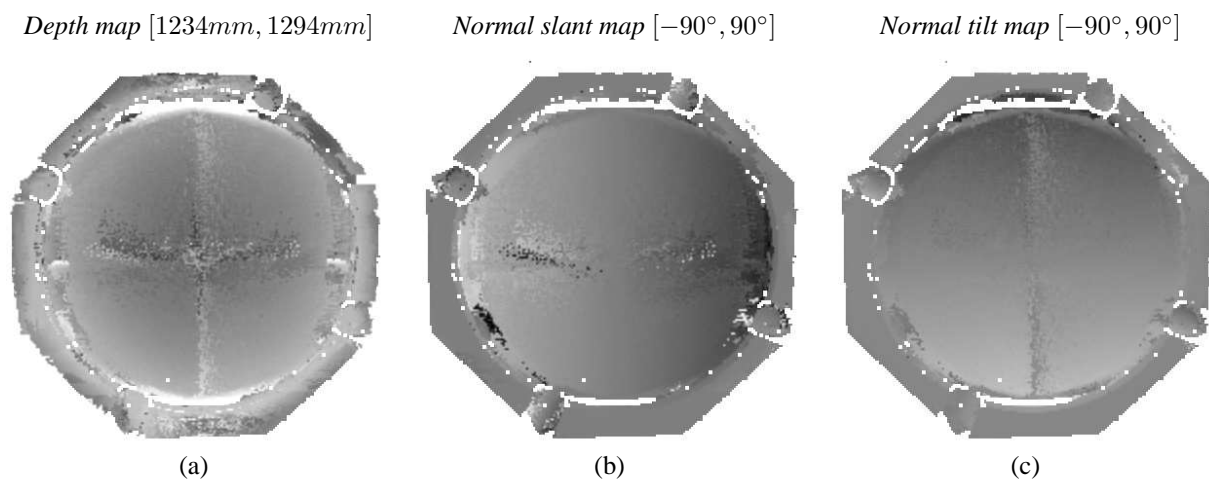 Depth map [1234mm, 1294mm]
Normal slant map [−90°, 90°]
Normal tilt map [−90°, 90°]
(a)
(b)
(c)